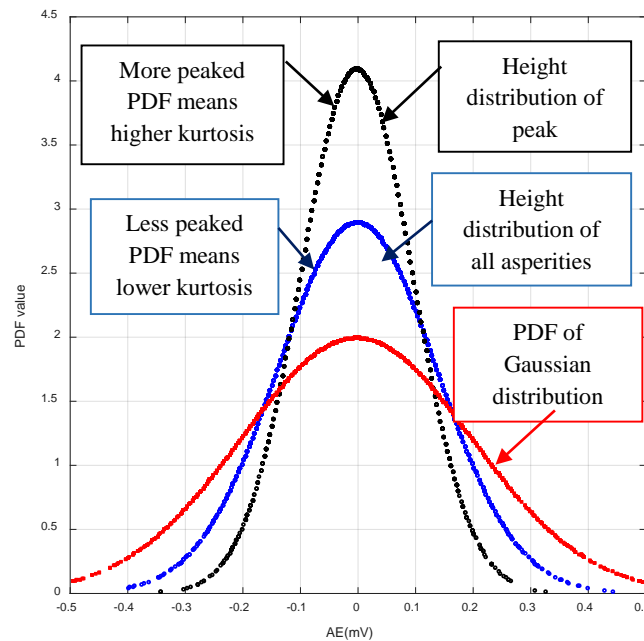 More peaked
PDF means
higher kurtosis
Height
distribution of
peak
Less peaked
PDF means
lower kurtosis
Height
distribution of
all asperities
PDF of
Gaussian
distribution
PDF value
4.5
4
3.5
3
2.5
2
1.5
1
0.5
0
-0.5 -0.4 -0.3 -0.2 -0.1 0 0.1 0.2 0.3 0.4
AE(mV)